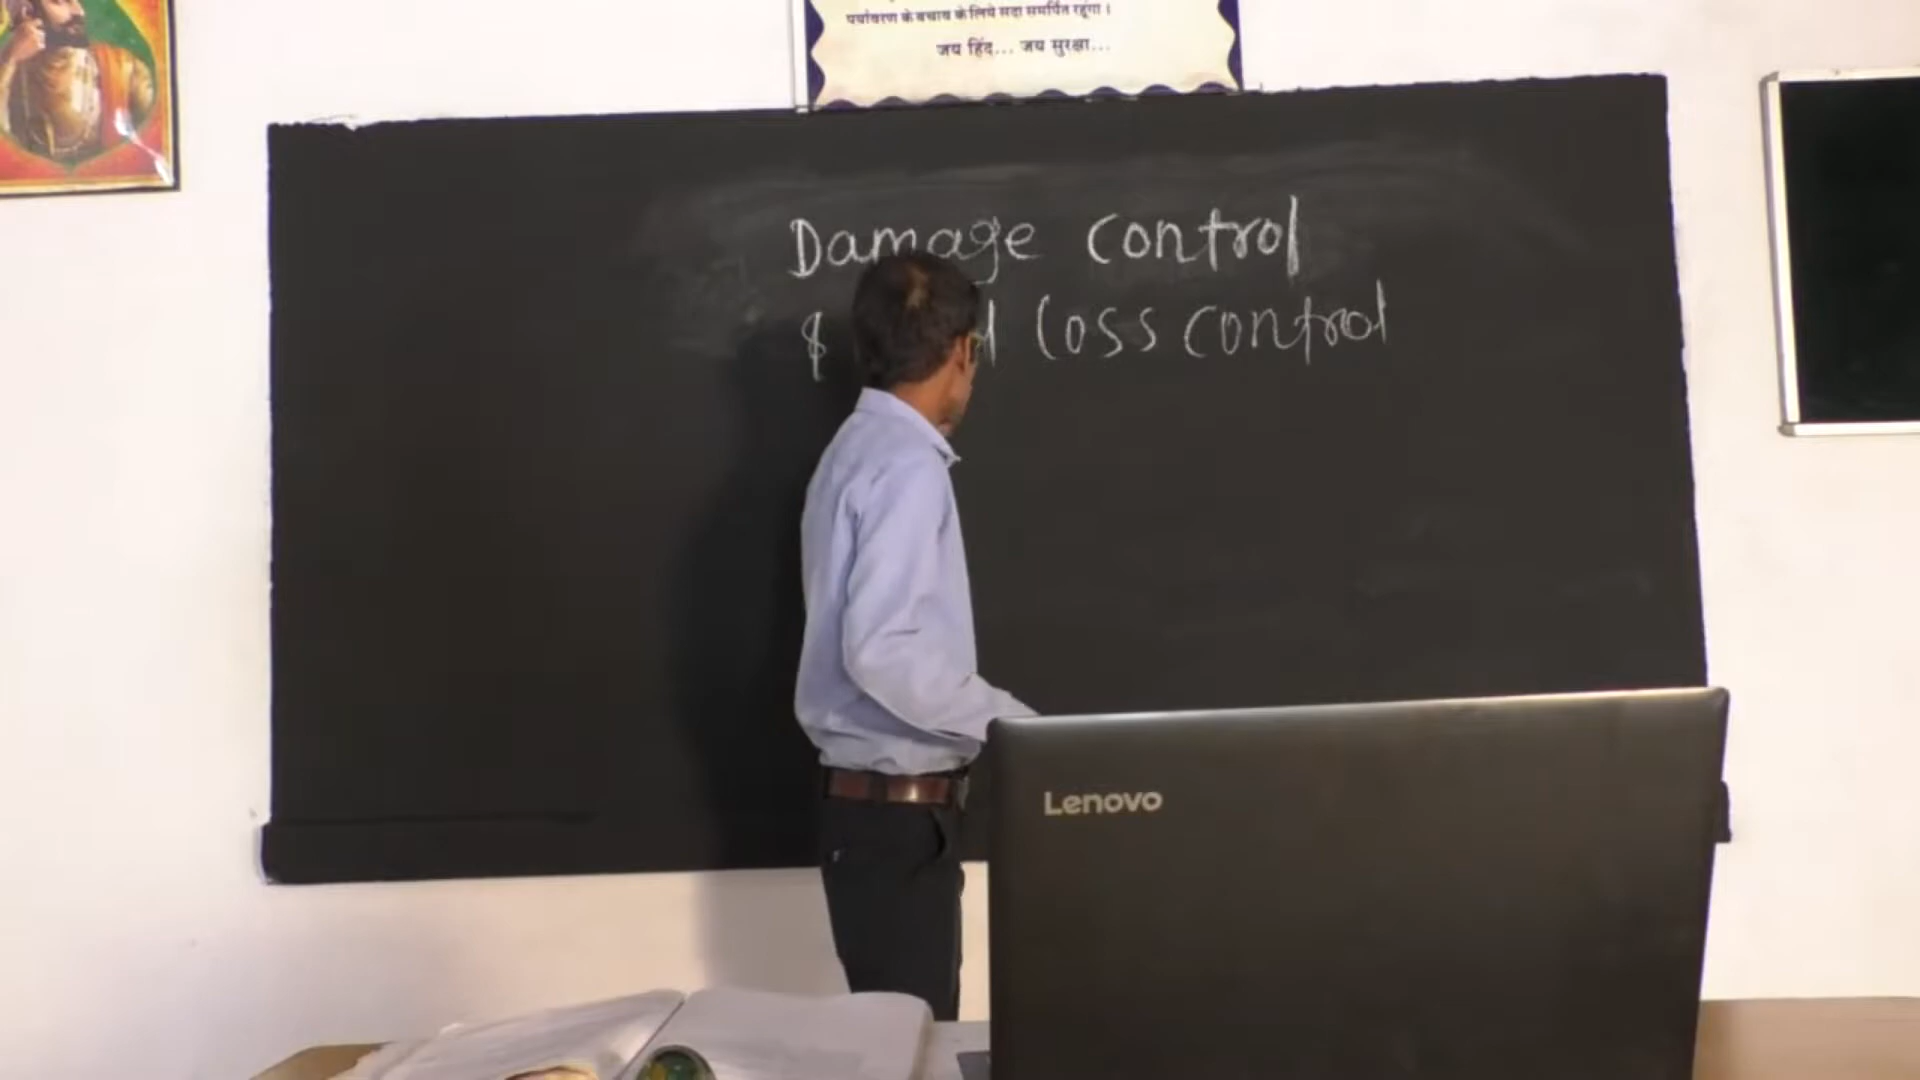 पर्यावरण के बचाव के लिये सदा समर्पित रहूंगा।
जय हिंद... जय सुरक्षा...
Damage control
& Loss control
Lenovo